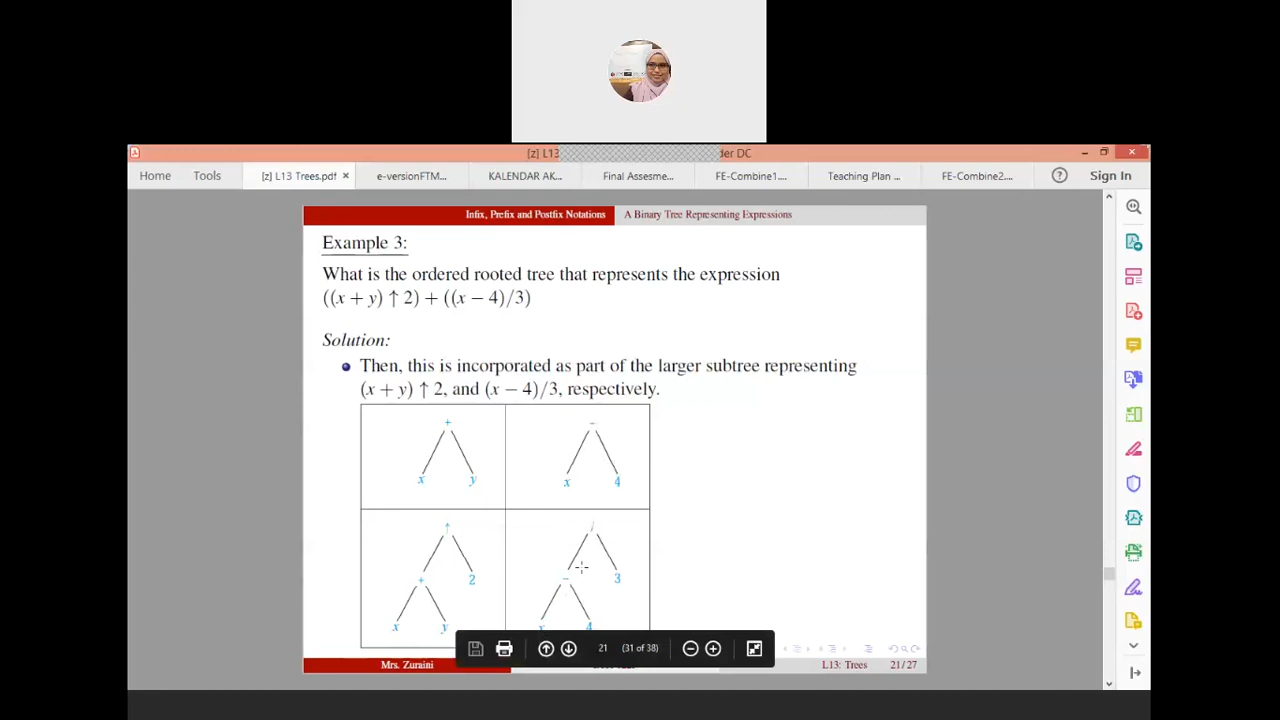 [z] L13 der DC
Home Tools [z] L13 Trees.pdf × e-versionFTM... KALENDAR AK... Final Assesme... FE-Combine1.... Teaching Plan ... FE-Combine2.... Sign In
Infix, Prefix and Postfix Notations A Binary Tree Representing Expressions
Example 3:
What is the ordered rooted tree that represents the expression
((x + y) ↑ 2) + ((x − 4)/3)
Solution:
Then, this is incorporated as part of the larger subtree representing
(x + y) ↑ 2, and (x − 4)/3, respectively.
+ −
x y x 4
↑ /
+ 2 − 3
x y x 4
21 (31 of 38)
Mrs. Zuraini L13: Trees 21/27